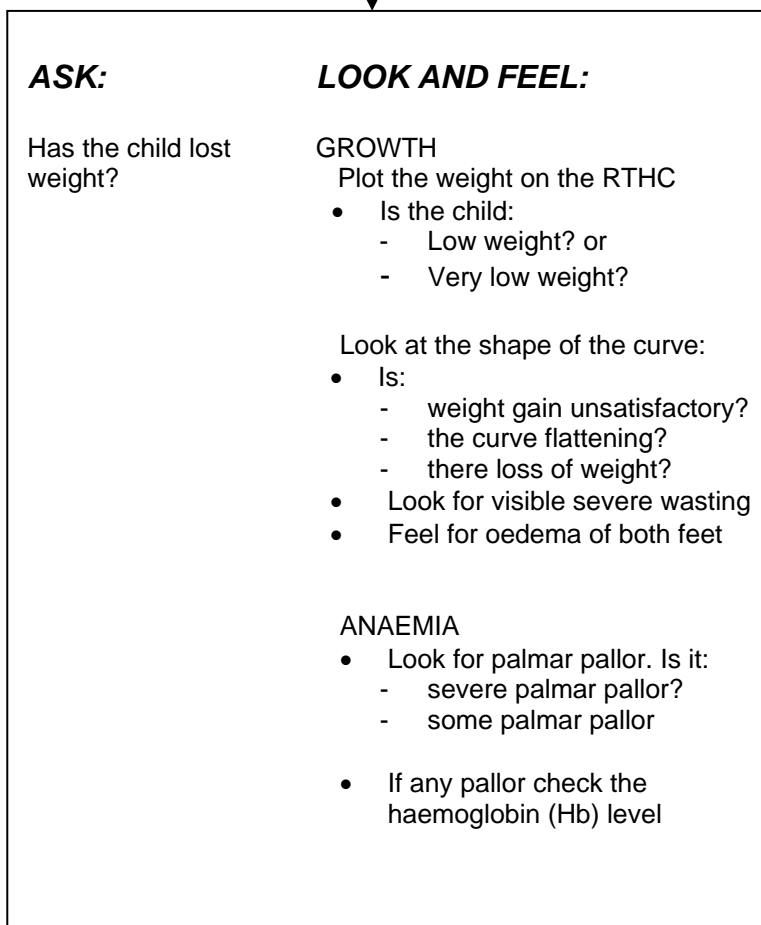 ASK:
LOOK AND FEEL:
Has the child lost
weight?
GROWTH
Plot the weight on the RTHC
• Is the child:
- Low weight? or
- Very low weight?
Look at the shape of the curve:
• Is:
- weight gain unsatisfactory?
- the curve flattening?
- there loss of weight?
• Look for visible severe wasting
• Feel for oedema of both feet
ANAEMIA
• Look for palmar pallor. Is it:
- severe palmar pallor?
- some palmar pallor
• If any pallor check the
haemoglobin (Hb) level